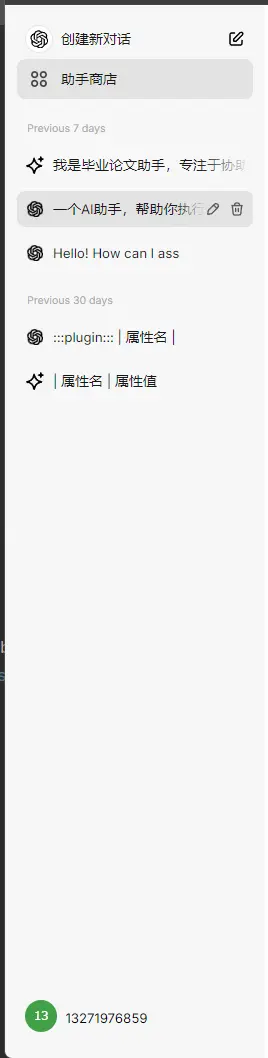 创建新对话
助手商店
Previous 7 days
我是毕业论文助手，专注于协助
一个AI助手，帮助你执行
Hello! How can I ass
Previous 30 days
:::plugin::: | 属性名 |
| 属性名 | 属性值
13 13271976859